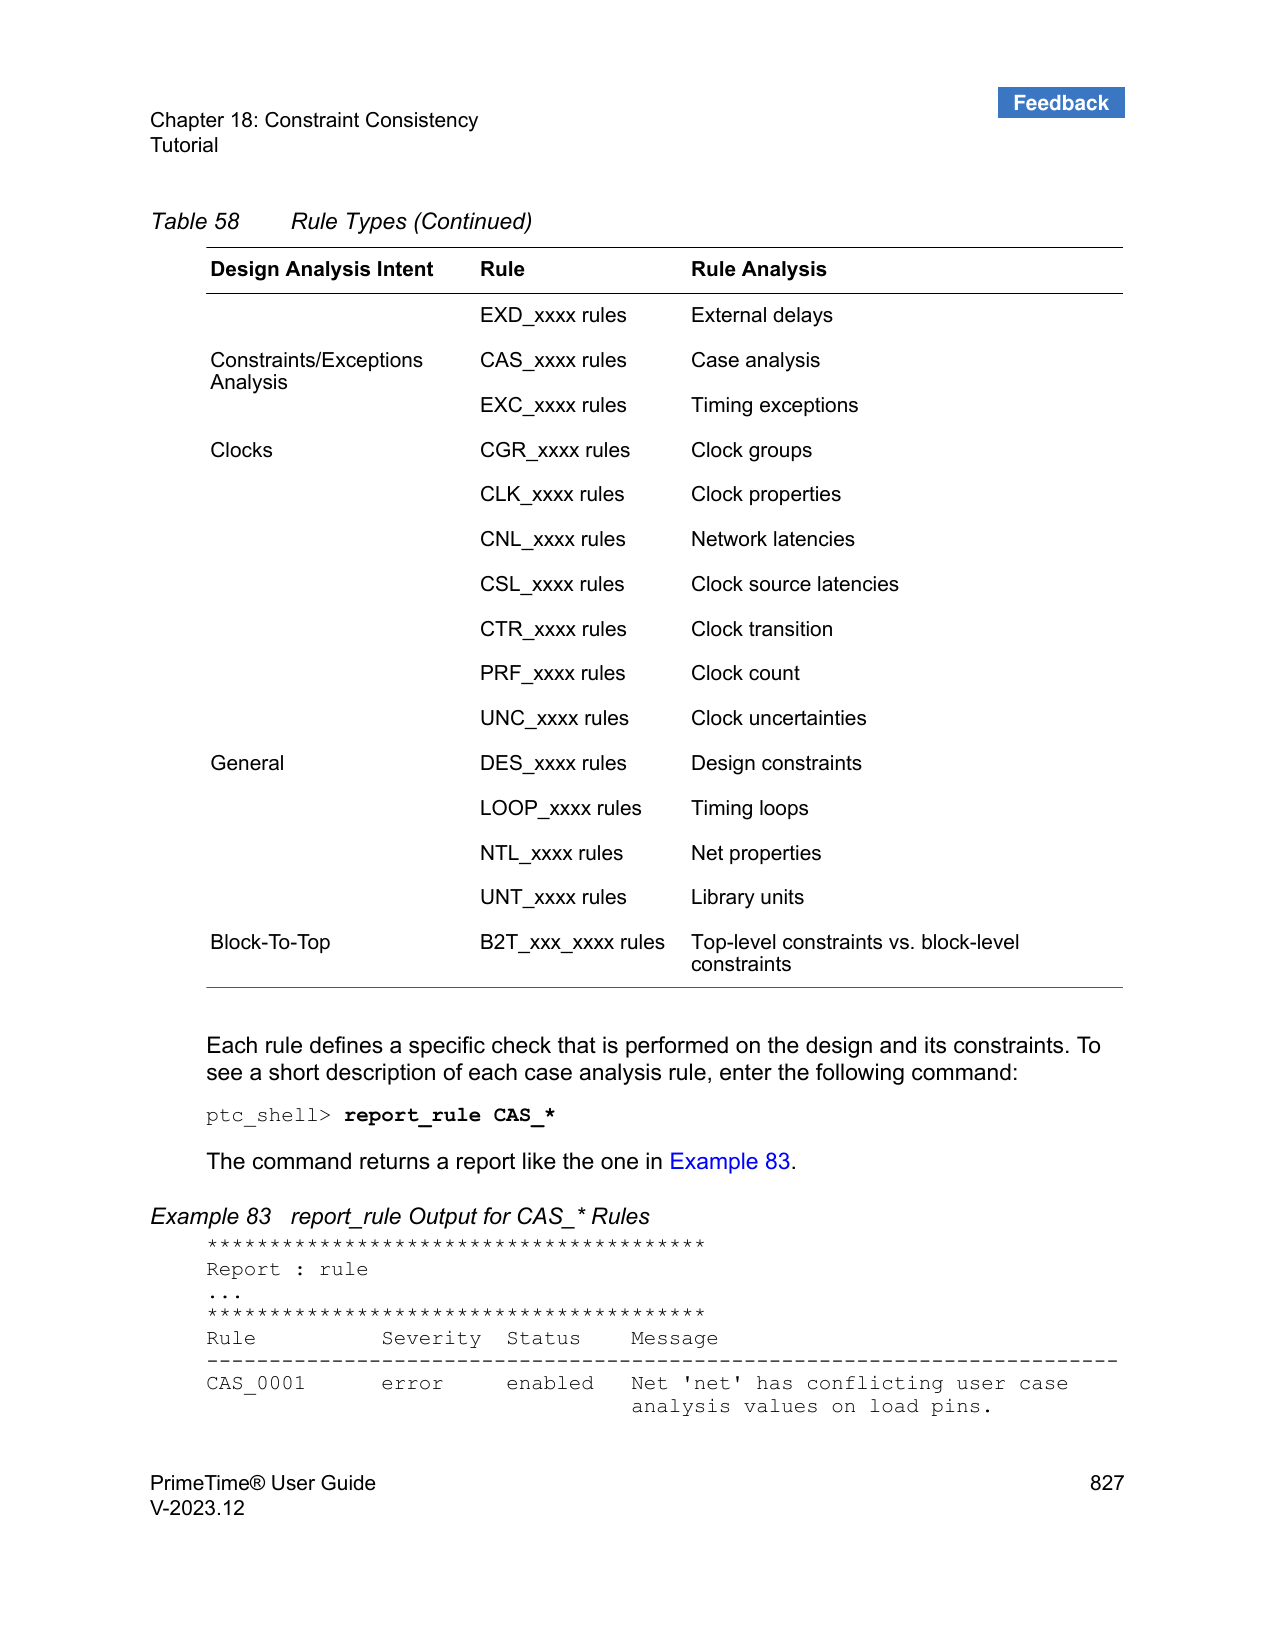 Feedback
Chapter 18: Constraint Consistency
Tutorial
Table 58 Rule Types (Continued)
Design Analysis Intent Rule Rule Analysis
EXD_xxxx rules External delays
Constraints/Exceptions CAS_xxxx rules Case analysis
Analysis
EXC_xxxx rules Timing exceptions
Clocks CGR_xxxx rules Clock groups
CLK_xxxx rules Clock properties
CNL_xxxx rules Network latencies
CSL_xxxx rules Clock source latencies
CTR_xxxx rules Clock transition
PRF_xxxx rules Clock count
UNC_xxxx rules Clock uncertainties
General DES_xxxx rules Design constraints
LOOP_xxxx rules Timing loops
NTL_xxxx rules Net properties
UNT_xxxx rules Library units
Block-To-Top B2T_xxx_xxxx rules Top-level constraints vs. block-level
constraints
Each rule defines a specific check that is performed on the design and its constraints. To
see a short description of each case analysis rule, enter the following command:
ptc_shell> report_rule CAS_*
The command returns a report like the one in Example 83.
Example 83 report_rule Output for CAS_* Rules
****************************************
Report : rule
...
****************************************
Rule Severity Status Message
-------------------------------------------------------------------------
CAS_0001 error enabled Net 'net' has conflicting user case
analysis values on load pins.
PrimeTime® User Guide 827
V-2023.12